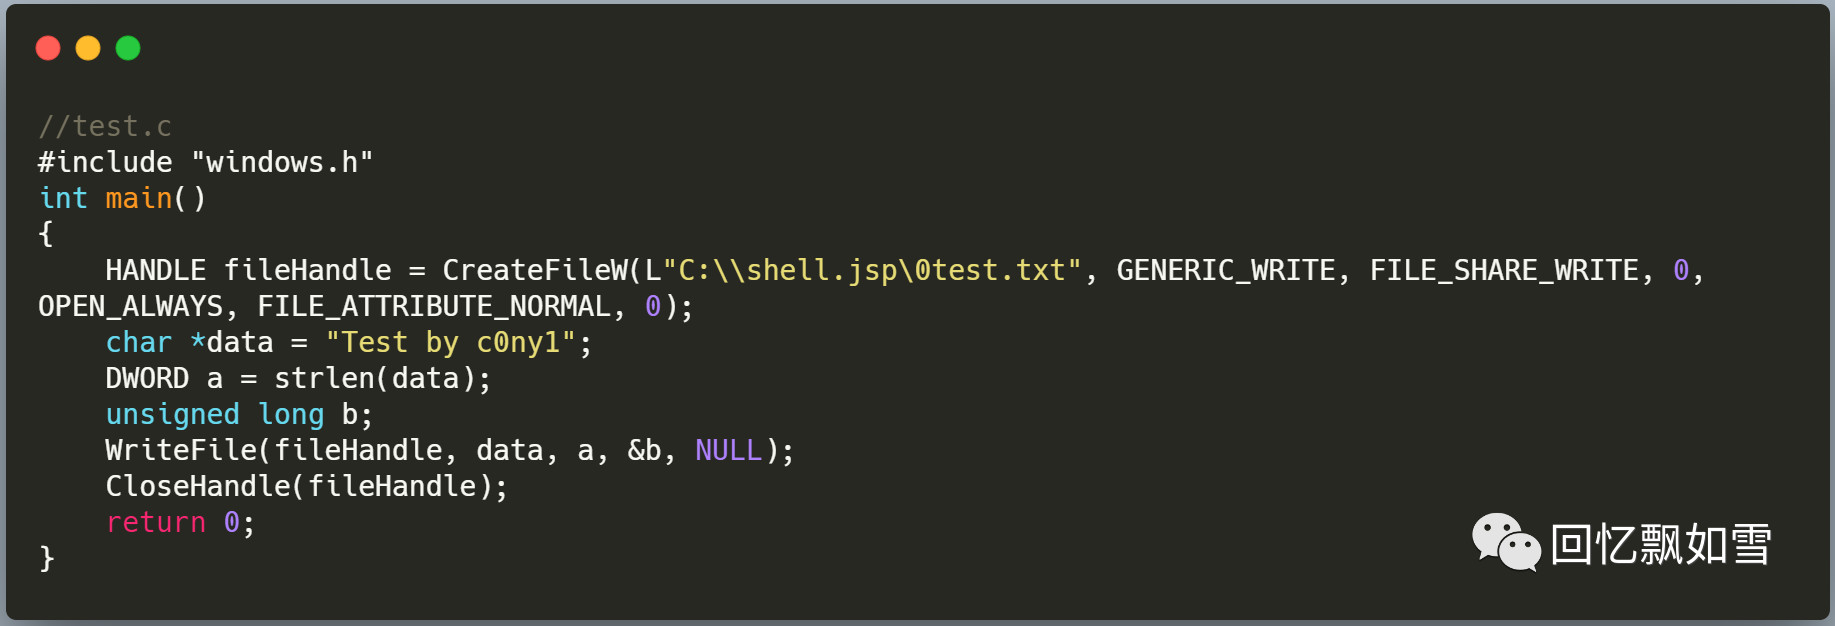 //test.c
#include "windows.h"
int main()
{
    HANDLE fileHandle = CreateFileW(L"C:\\shell.jsp\0test.txt", GENERIC_WRITE, FILE_SHARE_WRITE, 0,
OPEN_ALWAYS, FILE_ATTRIBUTE_NORMAL, 0);
    char *data = "Test by c0ny1";
    DWORD a = strlen(data);
    unsigned long b;
    WriteFile(fileHandle, data, a, &b, NULL);
    CloseHandle(fileHandle);
    return 0;
}
回忆飘如雪